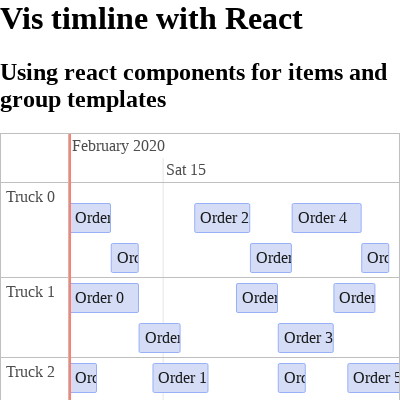 Vis timline with React
Using react components for items and
group templates
February 2020
Sat 15
Truck 0
Order 2
Order 4
Truck 1
Order 0
Order 3
Truck 2
Order 1